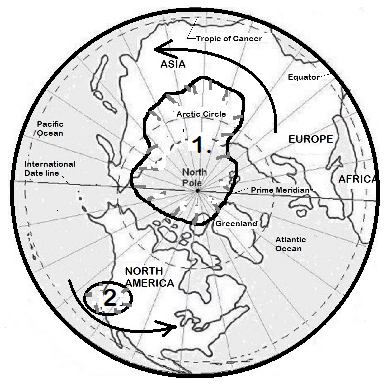 Tropic of Cancer
ASIA
Equator
Arctic Circle
Pacific
Ocean
1.
EUROPE
International
Date line
North
Pole
AFRICA
Prime Meridian
Greenland
Atlantic
Ocean
NORTH
AMERICA
2